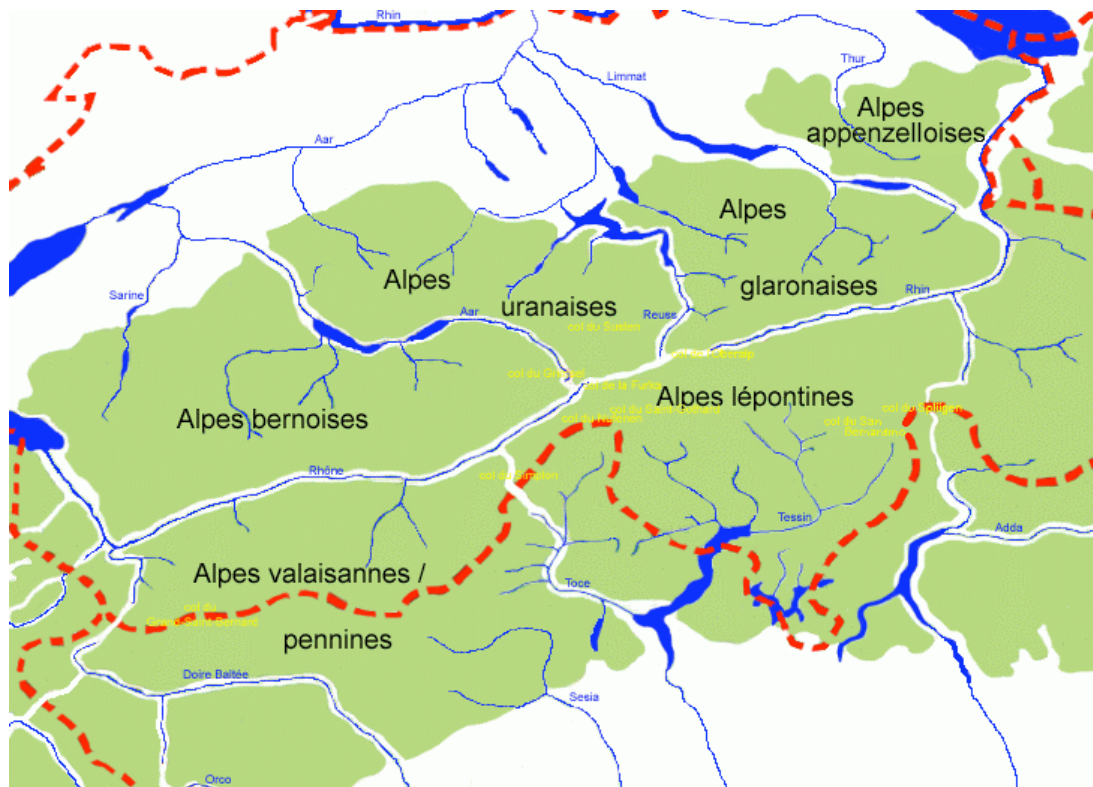 Rhin
Thur
Limmat
Alpes
appenzelloises
Aar
Alpes
Sarine
Alpes
glaronaises
Rhin
uranaises
Aar
Reuss
col du Susten
col de l'Oberalp
col du Grimsel
col de la Furka
Alpes lépontines
col du Saint-Gothard
col du Nufenen
col du Splügen
col du San
Bernardino
Alpes bernoises
Rhône
col du Simplon
Tessin
Adda
Alpes valaisannes /
Toce
col du
Grand-Saint-Bernard
pennines
Doire Baltée
Sesia
Orco